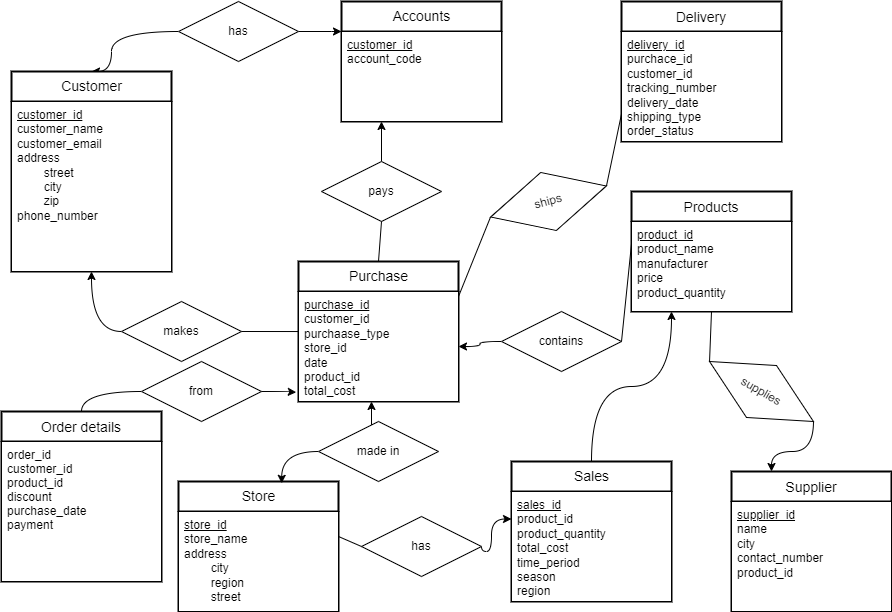 Accounts
customer_id
account_code
has
Delivery
delivery_id
purchace_id
customer_id
tracking_number
delivery_date
shipping_type
order_status
Customer
customer_id
customer_name
customer_email
address
street
city
zip
phone_number
pays
ships
Products
product_id
product_name
manufacturer
price
product_quantity
Purchase
purchase_id
customer_id
purchaase_type
store_id
date
product_id
total_cost
makes
contains
from
supplies
Order details
order_id
customer_id
product_id
discount
purchase_date
payment
made in
Store
store_id
store_name
address
city
region
street
has
Sales
sales_id
product_id
product_quantity
total_cost
time_period
season
region
Supplier
supplier_id
name
city
contact_number
product_id